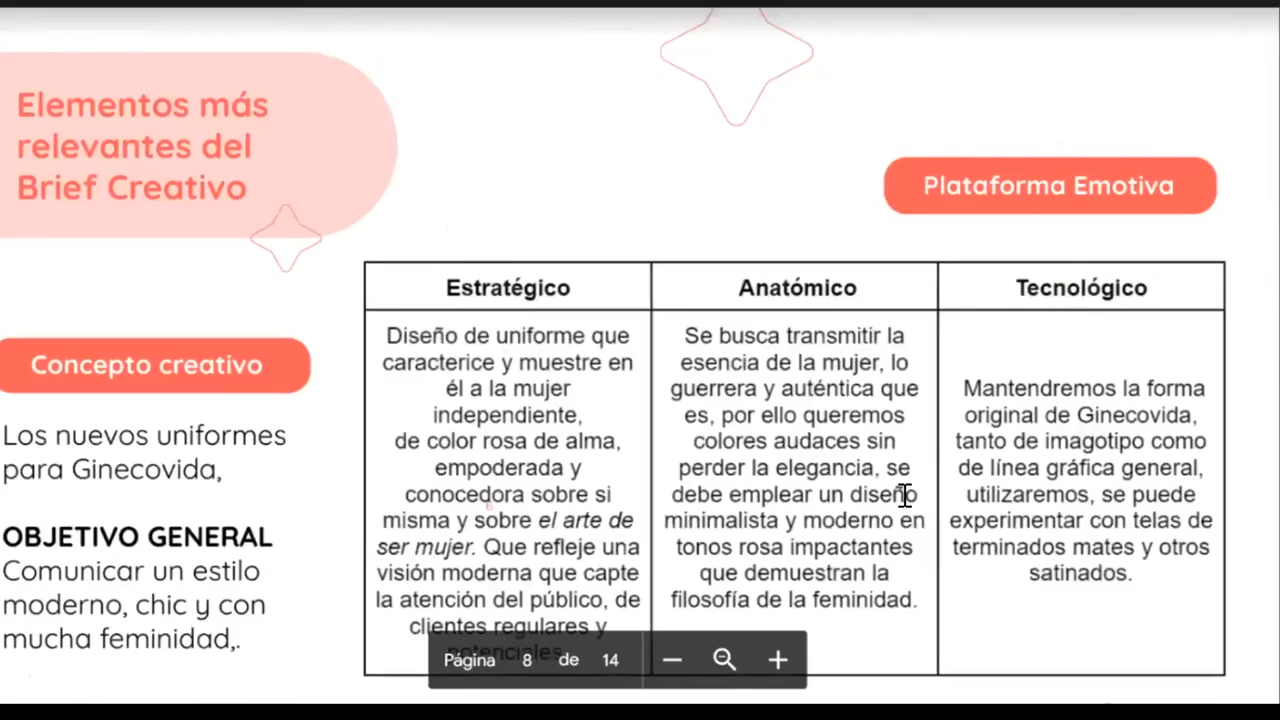 Elementos más
relevantes del
Brief Creativo
Plataforma Emotiva
Concepto creativo
Los nuevos uniformes
para Ginecovida,
OBJETIVO GENERAL
Comunicar un estilo
moderno, chic y con
mucha feminidad,.
Estratégico
Diseño de uniforme que
caracterice y muestre en
él a la mujer
independiente,
de color rosa de alma,
empoderada y
conocedora sobre si
misma y sobre el arte de
ser mujer. Que refleje una
visión moderna que capte
la atención del público, de
clientes regulares y
potenciales
Anatómico
Se busca transmitir la
esencia de la mujer, lo
guerrera y auténtica que
es, por ello queremos
colores audaces sin
perder la elegancia, se
debe emplear un diseño
minimalista y moderno en
tonos rosa impactantes
que demuestran la
filosofía de la feminidad.
Tecnológico
Mantendremos la forma
original de Ginecovida,
tanto de imagotipo como
de línea gráfica general,
utilizaremos, se puede
experimentar con telas de
terminados mates y otros
satinados.
Página 8 de 14